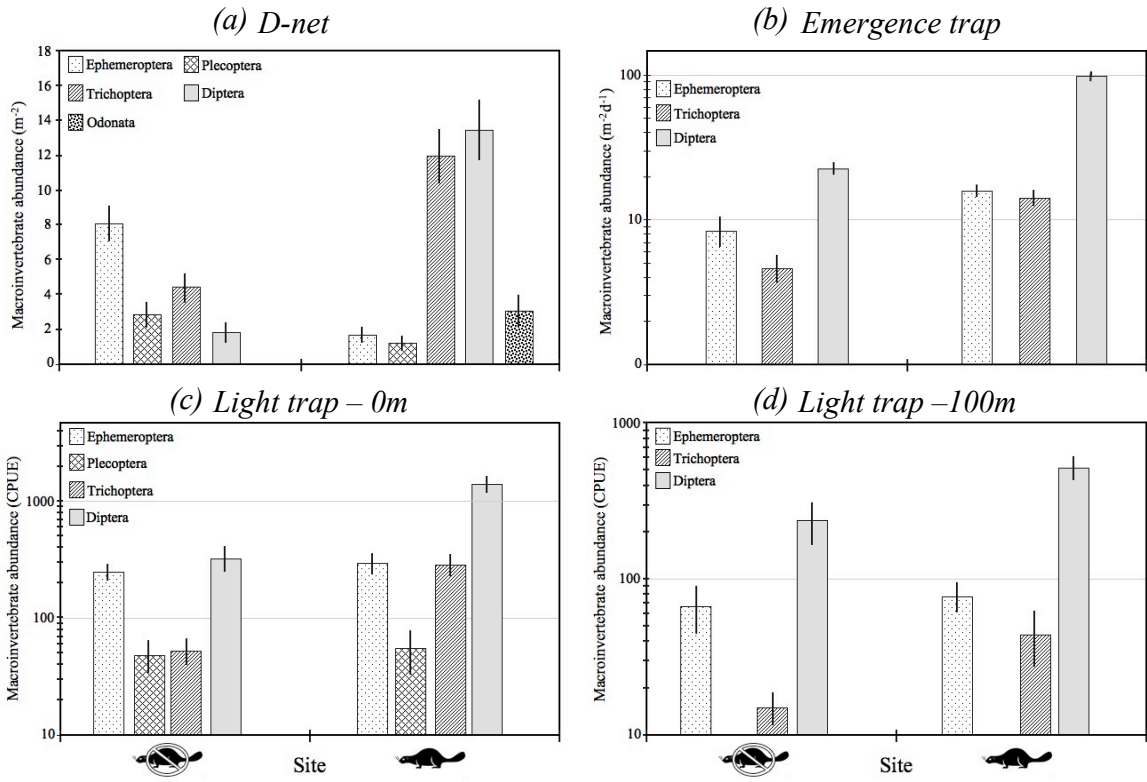 (a) D-net
Macroinvertebrate abundance (m⁻²)
18
16
14
12
10
8
6
4
2
0
Ephemeroptera
Plecoptera
Trichoptera
Diptera
Odonata
(b) Emergence trap
Macroinvertebrate abundance (m⁻²d⁻¹)
100
10
0
Ephemeroptera
Trichoptera
Diptera
(c) Light trap – 0m
Macroinvertebrate abundance (CPUE)
1000
100
10
Ephemeroptera
Plecoptera
Trichoptera
Diptera
Site
(d) Light trap –100m
Macroinvertebrate abundance (CPUE)
1000
100
10
Ephemeroptera
Trichoptera
Diptera
Site